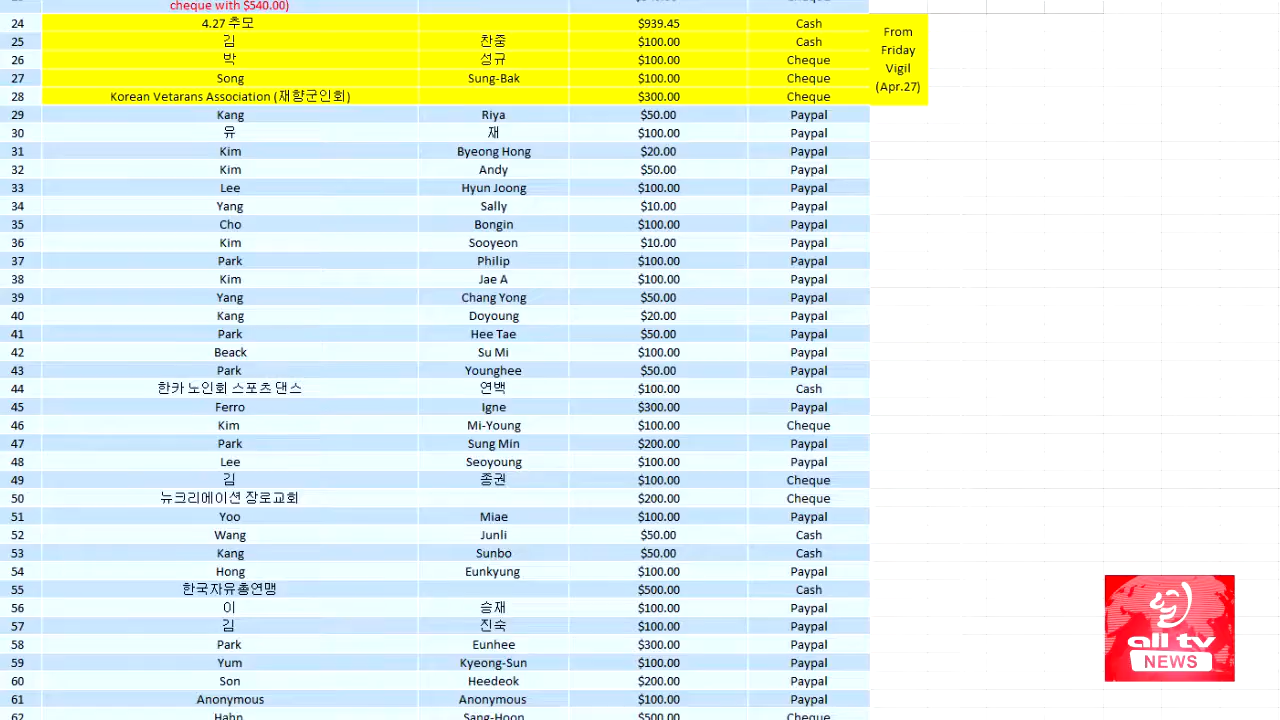 cheque with $540.00)
24 4.27 추모 $939.45 Cash
25 김 찬중 $100.00 Cash
26 박 성규 $100.00 Cheque
27 Song Sung-Bak $100.00 Cheque
28 Korean Vetarans Association (재향군인회) $300.00 Cheque
From
Friday
Vigil
(Apr.27)
29 Kang Riya $50.00 Paypal
30 유 재 $100.00 Paypal
31 Kim Byeong Hong $20.00 Paypal
32 Kim Andy $50.00 Paypal
33 Lee Hyun Joong $100.00 Paypal
34 Yang Sally $10.00 Paypal
35 Cho Bongin $100.00 Paypal
36 Kim Sooyeon $10.00 Paypal
37 Park Philip $100.00 Paypal
38 Kim Jae A $100.00 Paypal
39 Yang Chang Yong $50.00 Paypal
40 Kang Doyoung $20.00 Paypal
41 Park Hee Tae $50.00 Paypal
42 Beack Su Mi $100.00 Paypal
43 Park Younghee $50.00 Paypal
44 한카 노인회 스포츠 댄스 연백 $100.00 Cash
45 Ferro Igne $300.00 Paypal
46 Kim Mi-Young $100.00 Cheque
47 Park Sung Min $200.00 Paypal
48 Lee Seoyoung $100.00 Paypal
49 김 종권 $100.00 Cheque
50 뉴크리에이션 장로교회 $200.00 Cheque
51 Yoo Miae $100.00 Paypal
52 Wang Junli $50.00 Cash
53 Kang Sunbo $50.00 Cash
54 Hong Eunkyung $100.00 Paypal
55 한국자유총연맹 $500.00 Cash
56 이 승재 $100.00 Paypal
57 김 진숙 $100.00 Paypal
58 Park Eunhee $300.00 Paypal
59 Yum Kyeong-Sun $100.00 Paypal
60 Son Heedeok $200.00 Paypal
61 Anonymous Anonymous $100.00 Paypal
62 Hahn Sang-Hoon $500.00 Cheque
all tv
NEWS